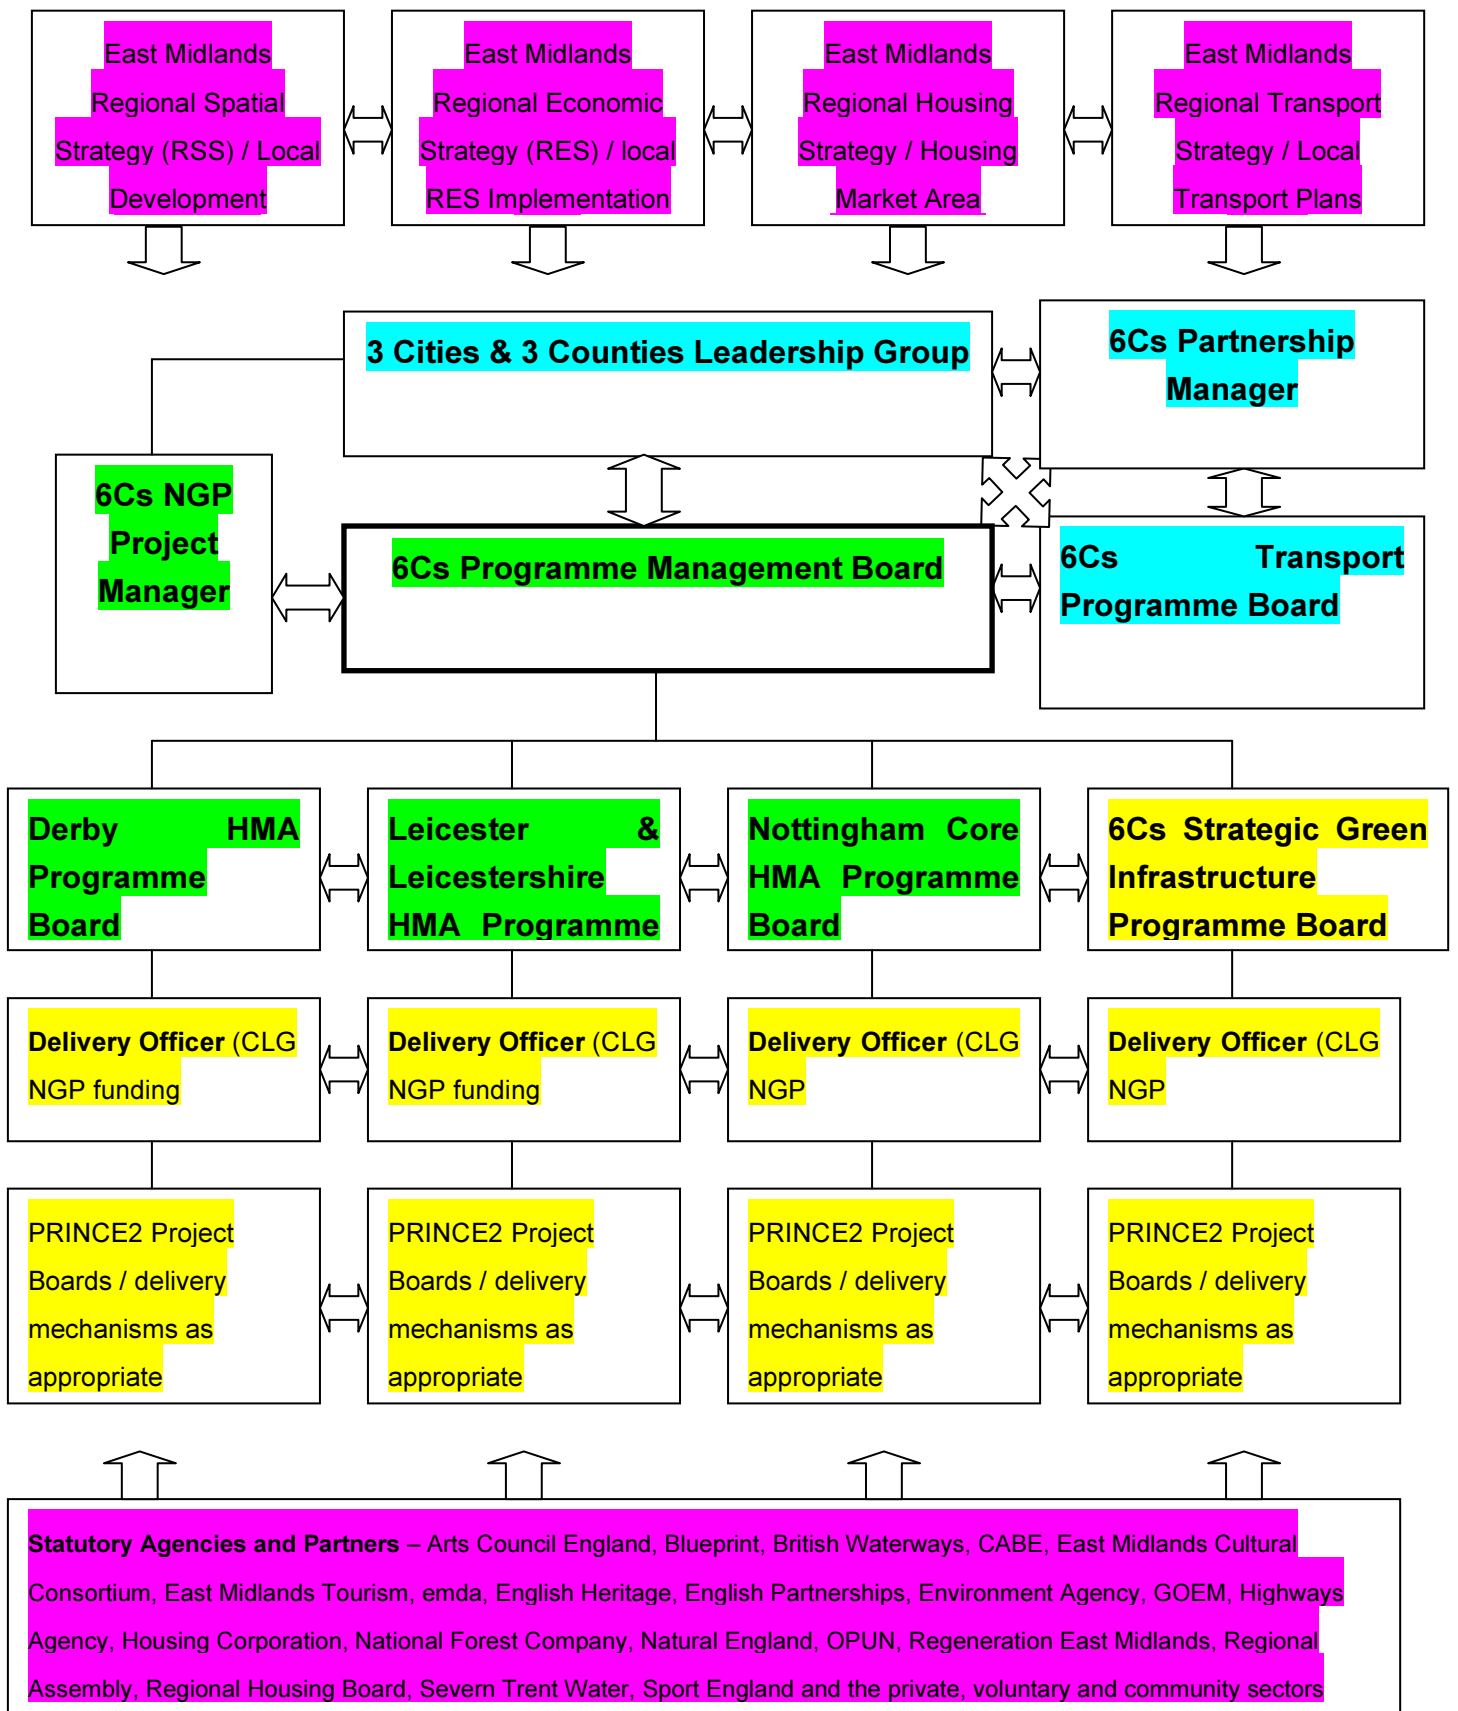 East Midlands
Regional Spatial
Strategy (RSS) / Local
Development
East Midlands
Regional Economic
Strategy (RES) / local
RES Implementation
East Midlands
Regional Housing
Strategy / Housing
Market Area
East Midlands
Regional Transport
Strategy / Local
Transport Plans
3 Cities & 3 Counties Leadership Group
6Cs Partnership
Manager
6Cs NGP
Project
Manager
6Cs Programme Management Board
6Cs Transport
Programme Board
Derby HMA
Programme
Board
Leicester &
Leicestershire
HMA Programme
Nottingham Core
HMA Programme
Board
6Cs Strategic Green
Infrastructure
Programme Board
Delivery Officer (CLG
NGP funding
Delivery Officer (CLG
NGP funding
Delivery Officer (CLG
NGP
Delivery Officer (CLG
NGP
PRINCE2 Project
Boards / delivery
mechanisms as
appropriate
PRINCE2 Project
Boards / delivery
mechanisms as
appropriate
PRINCE2 Project
Boards / delivery
mechanisms as
appropriate
PRINCE2 Project
Boards / delivery
mechanisms as
appropriate
Statutory Agencies and Partners – Arts Council England, Blueprint, British Waterways, CABE, East Midlands Cultural
Consortium, East Midlands Tourism, emda, English Heritage, English Partnerships, Environment Agency, GOEM, Highways
Agency, Housing Corporation, National Forest Company, Natural England, OPUN, Regeneration East Midlands, Regional
Assembly, Regional Housing Board, Severn Trent Water, Sport England and the private, voluntary and community sectors